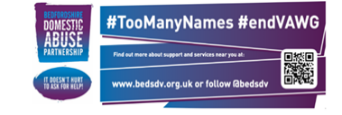 BEDFORDSHIRE
DOMESTIC
ABUSE
PARTNERSHIP
IT DOESN'T HURT
TO ASK FOR HELP!
#TooManyNames #endVAWG
Find out more about support and services near you at:
www.bedsdv.org.uk or follow @bedsdv